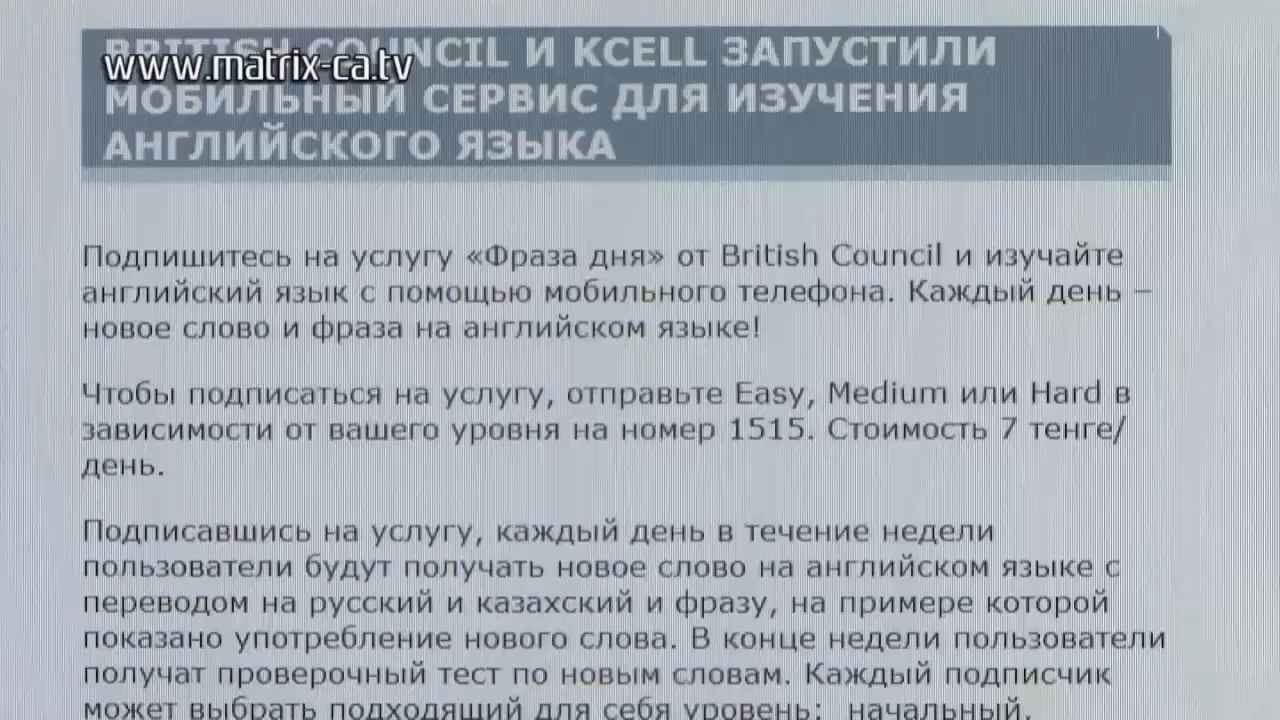 www.matrix-ca.tv
BRITISH COUNCIL И KCELL ЗАПУСТИЛИ
МОБИЛЬНЫЙ СЕРВИС ДЛЯ ИЗУЧЕНИЯ
АНГЛИЙСКОГО ЯЗЫКА
Подпишитесь на услугу «Фраза дня» от British Council и изучайте
английский язык с помощью мобильного телефона. Каждый день –
новое слово и фраза на английском языке!
Чтобы подписаться на услугу, отправьте Easy, Medium или Hard в
зависимости от вашего уровня на номер 1515. Стоимость 7 тенге/
день.
Подписавшись на услугу, каждый день в течение недели
пользователи будут получать новое слово на английском языке с
переводом на русский и казахский и фразу, на примере которой
показано употребление нового слова. В конце недели пользователи
получат проверочный тест по новым словам. Каждый подписчик
может выбрать подходящий для себя уровень: начальный,